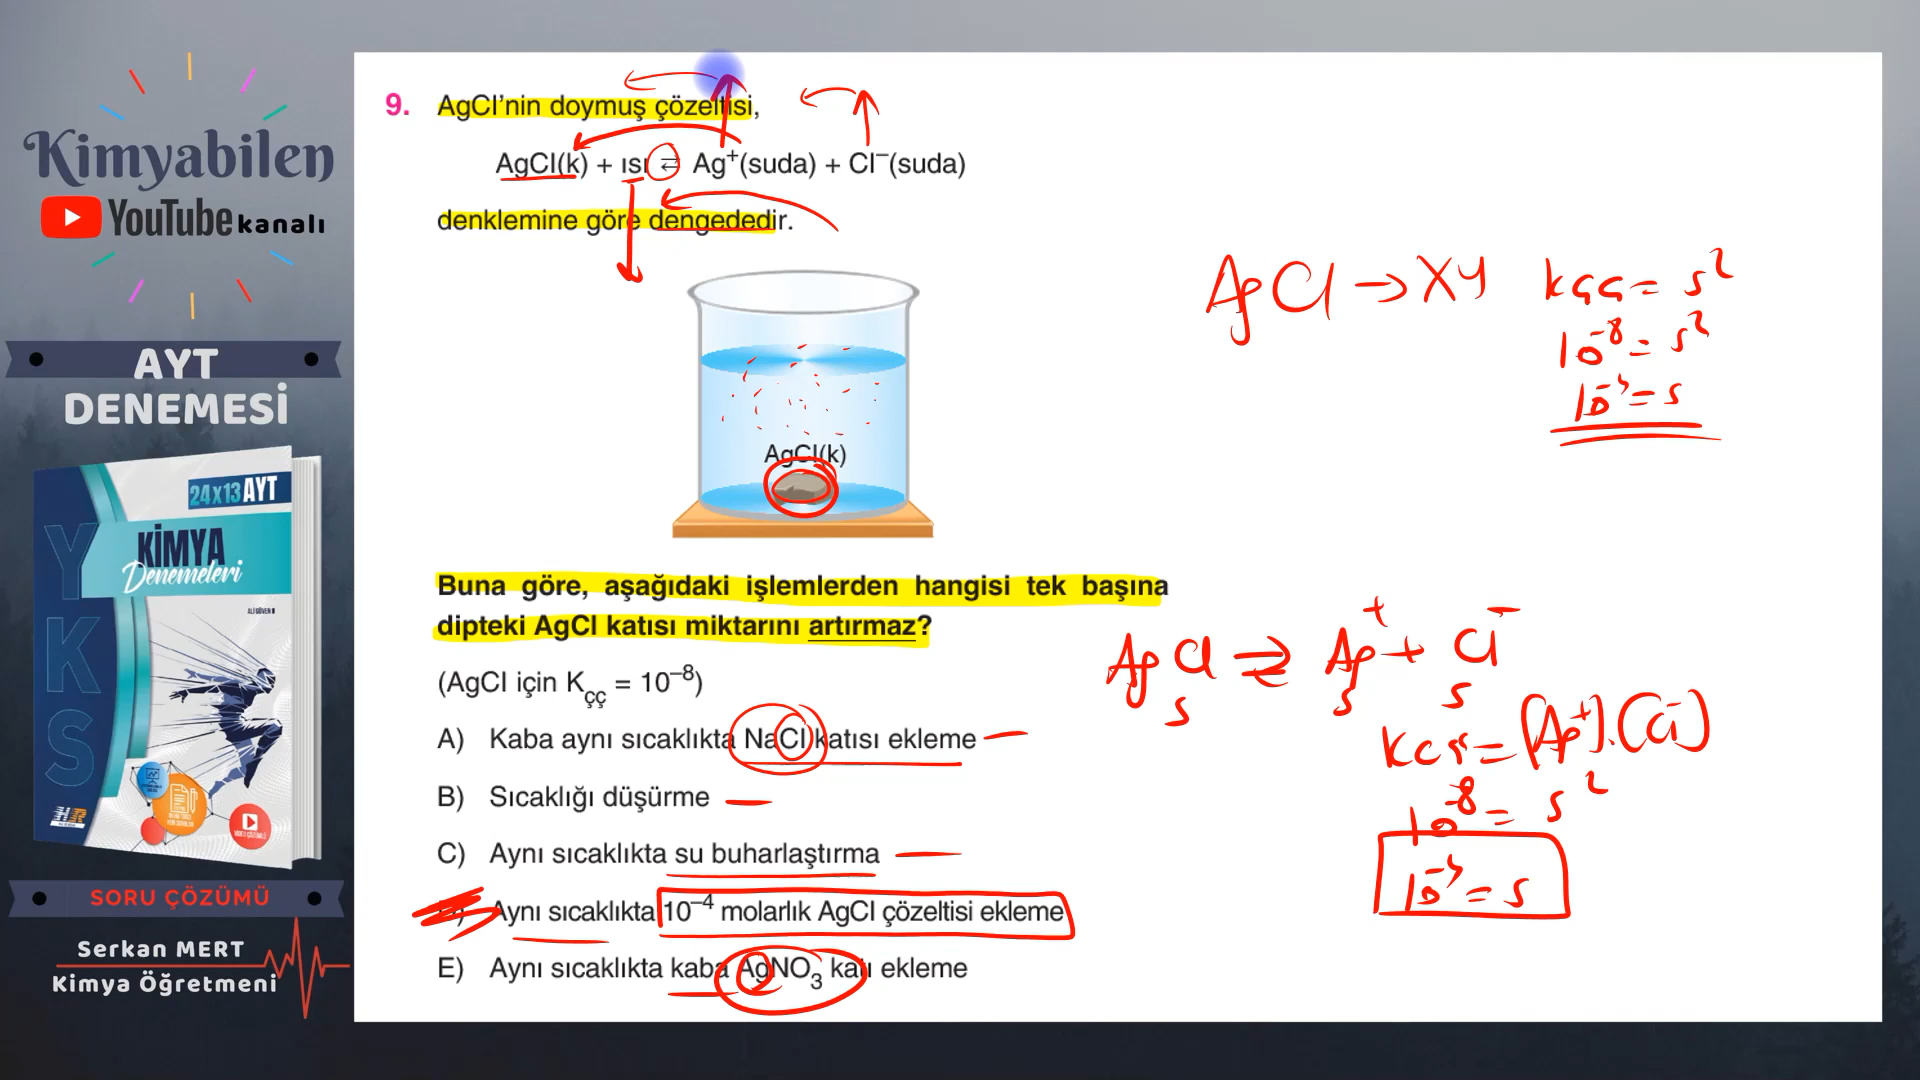 Kimyabilen
YouTube kanalı
AYT
DENEMESİ
24x13 AYT
KİMYA
Denemeleri
YKS
SORU ÇÖZÜMÜ
Serkan MERT
Kimya Öğretmeni
9. AgCl'nin doymuş çözeltisi,
AgCl(k) + ısı ⇄ Ag⁺(suda) + Cl⁻(suda)
denklemine göre dengededir.
AgCl(k)
Buna göre, aşağıdaki işlemlerden hangisi tek başına
dipteki AgCl katısı miktarını artırmaz?
(AgCl için Kçç = 10⁻⁸)
A) Kaba aynı sıcaklıkta NaCl katısı ekleme
B) Sıcaklığı düşürme
C) Aynı sıcaklıkta su buharlaştırma
D) Aynı sıcaklıkta 10⁻⁴ molarlık AgCl çözeltisi ekleme
E) Aynı sıcaklıkta kaba AgNO₃ katı ekleme
AgCl → XY kçç = s²
10⁻⁸ = s²
10⁻⁴ = s
AgCl ⇄ Ag⁺ + Cl⁻
s s s
kçç = [Ag⁺].[Cl⁻]
10⁻⁸ = s²
10⁻⁴ = s